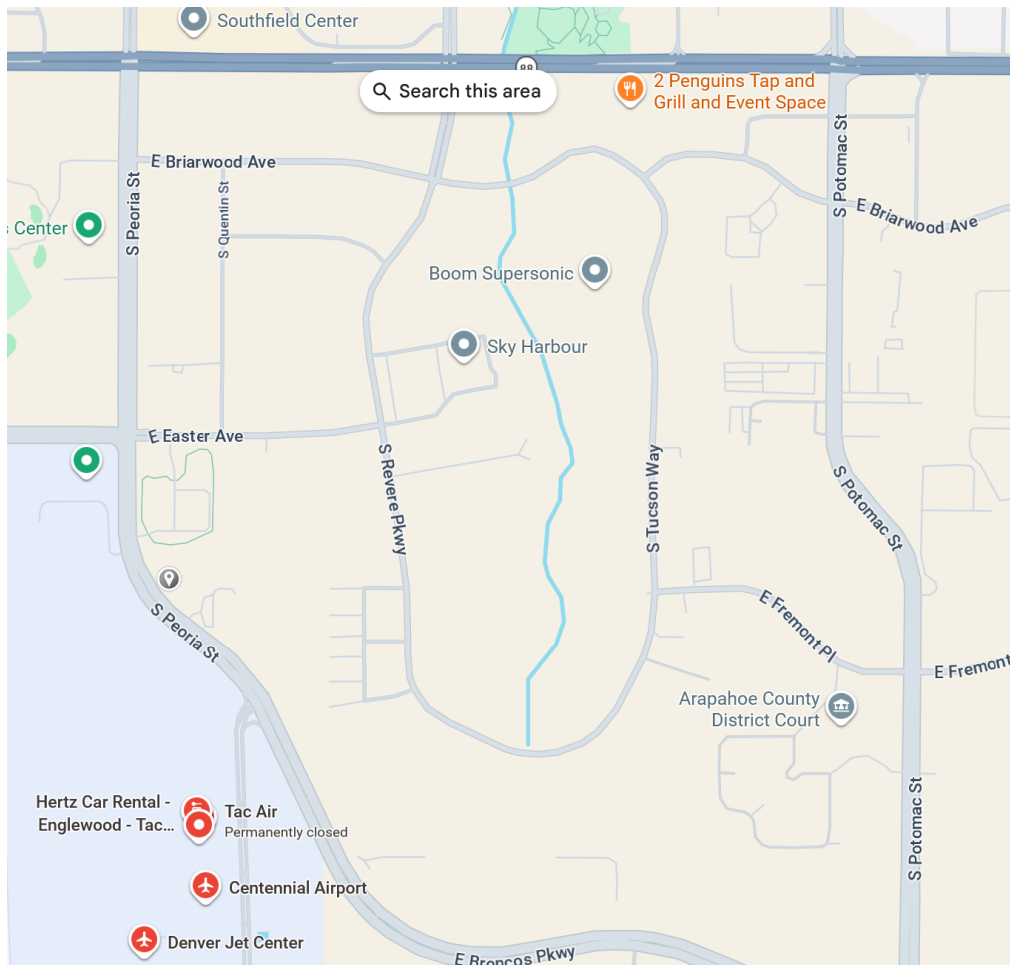 Southfield Center
88
Search this area
2 Penguins Tap and
Grill and Event Space
E Briarwood Ave
S Peoria St
S Quentin St
S Potomac St
E Briarwood Ave
s Center
Boom Supersonic
Sky Harbour
E Easter Ave
S Revere Pkwy
S Tucson Way
S Potomac St
S Peoria St
E Fremont Pl
E Fremont
Arapahoe County
District Court
S Potomac St
Hertz Car Rental -
Englewood - Tac...
Tac Air
Permanently closed
Centennial Airport
Denver Jet Center
E Broncos Pkwy